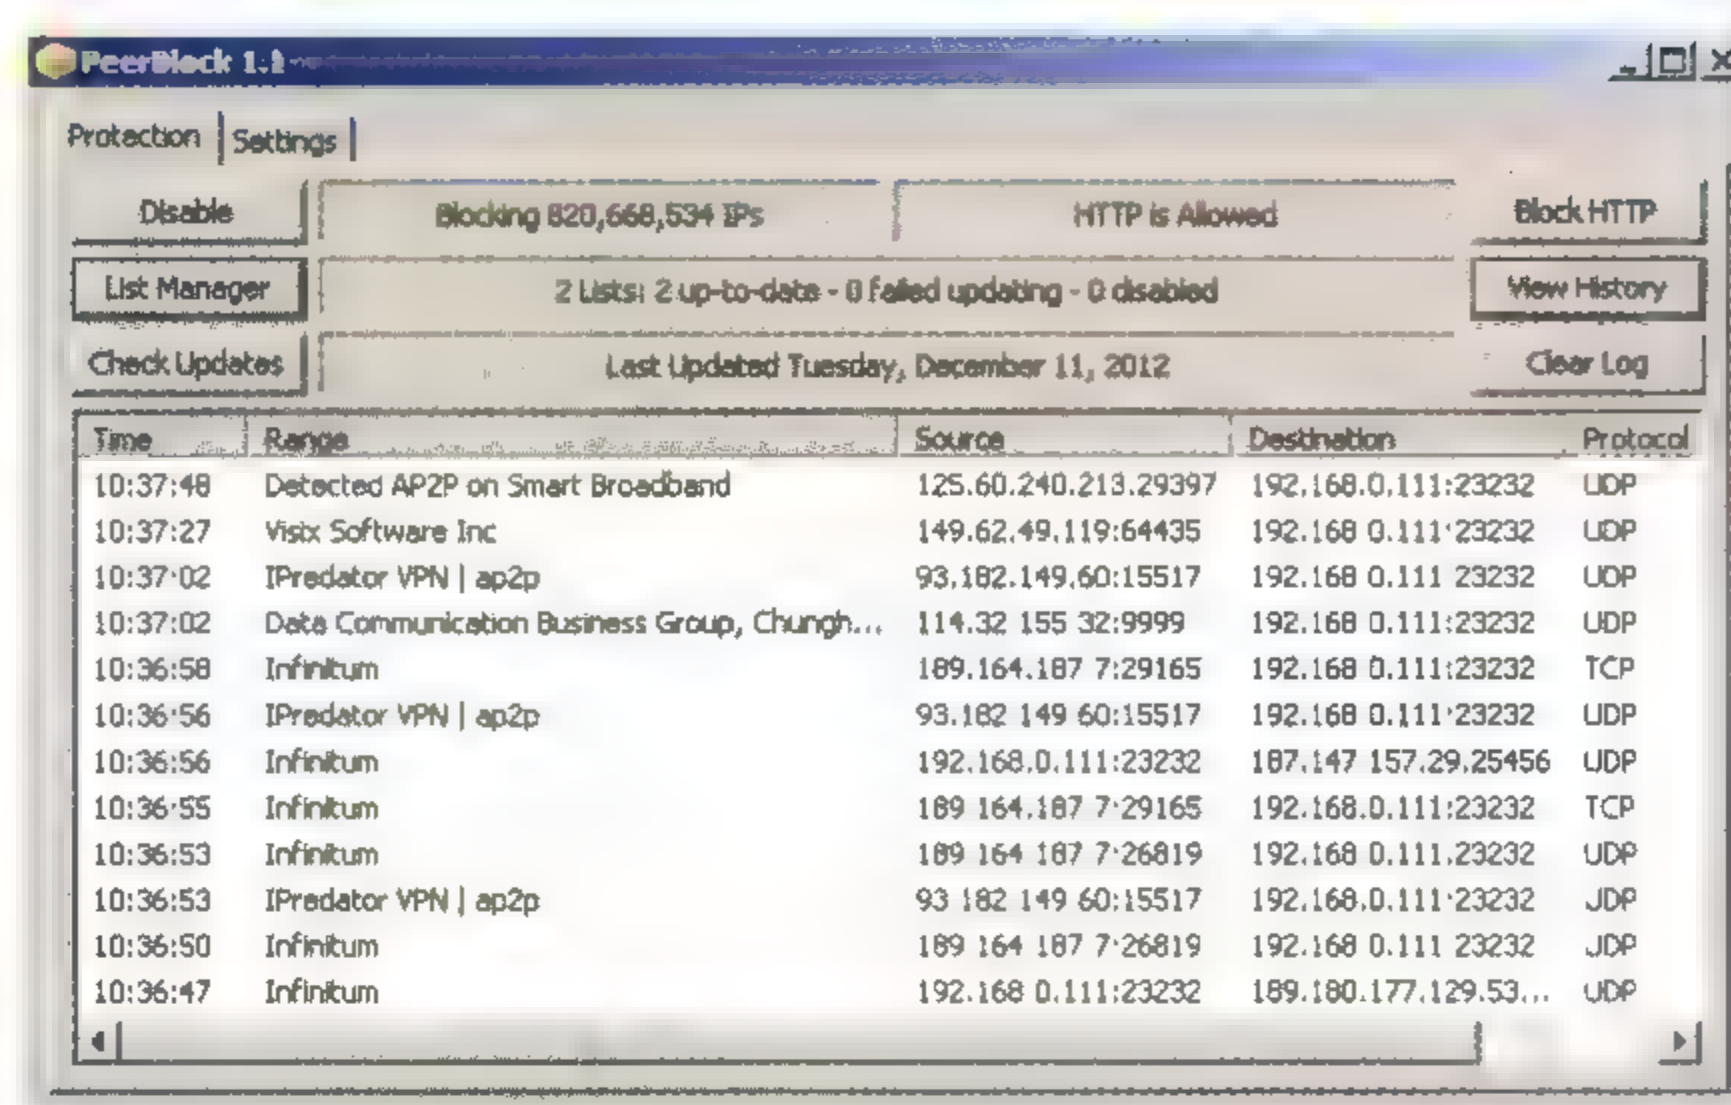 PeerBlock 1.1
Protection Settings
Disable Blocking 820,668,534 IPs HTTP is Allowed Block HTTP
List Manager 2 Lists: 2 up-to-date - 0 failed updating - 0 disabled View History
Check Updates Last Updated Tuesday, December 11, 2012 Clear Log
Time Range Source Destination Protocol
10:37:48 Detected AP2P on Smart Broadband 125.60.240.213:29397 192.168.0.111:23232 UDP
10:37:27 Visix Software Inc 149.62.49.119:64435 192.168.0.111:23232 UDP
10:37:02 IPredator VPN | ap2p 93.182.149.60:15517 192.168.0.111:23232 UDP
10:37:02 Data Communication Business Group, Chungh... 114.32.155.32:9999 192.168.0.111:23232 UDP
10:36:58 Infinitum 189.164.187.7:29165 192.168.0.111:23232 TCP
10:36:56 IPredator VPN | ap2p 93.182.149.60:15517 192.168.0.111:23232 UDP
10:36:56 Infinitum 192.168.0.111:23232 187.147.157.29:25456 UDP
10:36:55 Infinitum 189.164.187.7:29165 192.168.0.111:23232 TCP
10:36:53 Infinitum 189.164.187.7:26819 192.168.0.111:23232 UDP
10:36:53 IPredator VPN | ap2p 93.182.149.60:15517 192.168.0.111:23232 UDP
10:36:50 Infinitum 189.164.187.7:26819 192.168.0.111:23232 UDP
10:36:47 Infinitum 192.168.0.111:23232 189.180.177.129:53... UDP